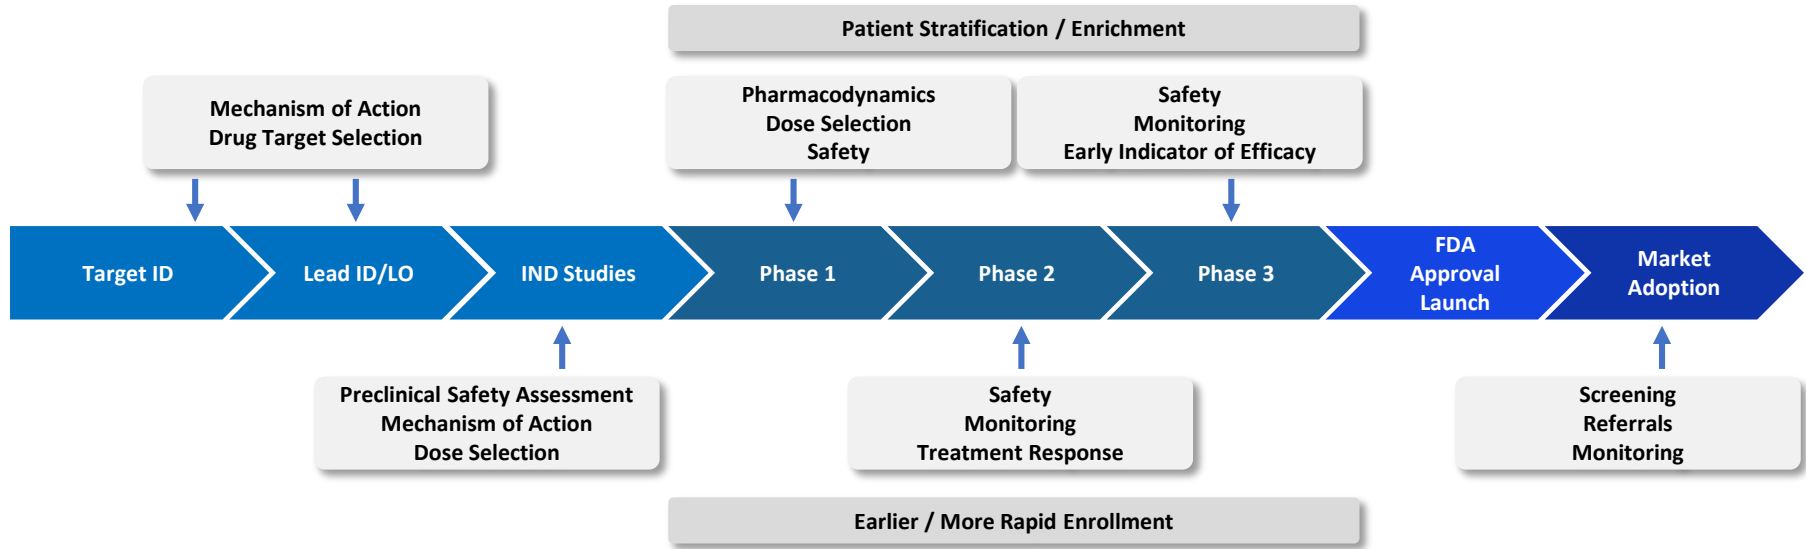 Patient Stratification / Enrichment
Mechanism of Action
Drug Target Selection
Pharmacodynamics
Dose Selection
Safety
Safety
Monitoring
Early Indicator of Efficacy
Target ID
Lead ID/LO
IND Studies
Phase 1
Phase 2
Phase 3
FDA
Approval
Launch
Market
Adoption
Preclinical Safety Assessment
Mechanism of Action
Dose Selection
Safety
Monitoring
Treatment Response
Screening
Referrals
Monitoring
Earlier / More Rapid Enrollment